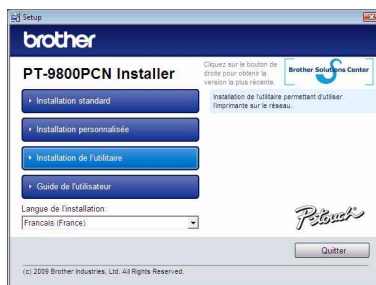 Setup
brother
PT-9800PCN Installer
Cliquez sur le bouton de
droite pour obtenir la
version la plus récente.
Brother Solutions Center
Installation standard
Installation personnalisée
Installation de l'utilitaire
Guide de l'utilisateur
Installation de l'utilitaire permettant d'utiliser
l'imprimante sur le réseau.
Langue de l'installation:
Francais (France)
P-touch
Quitter
(c) 2009 Brother Industries, Ltd. All Rights Reserved.